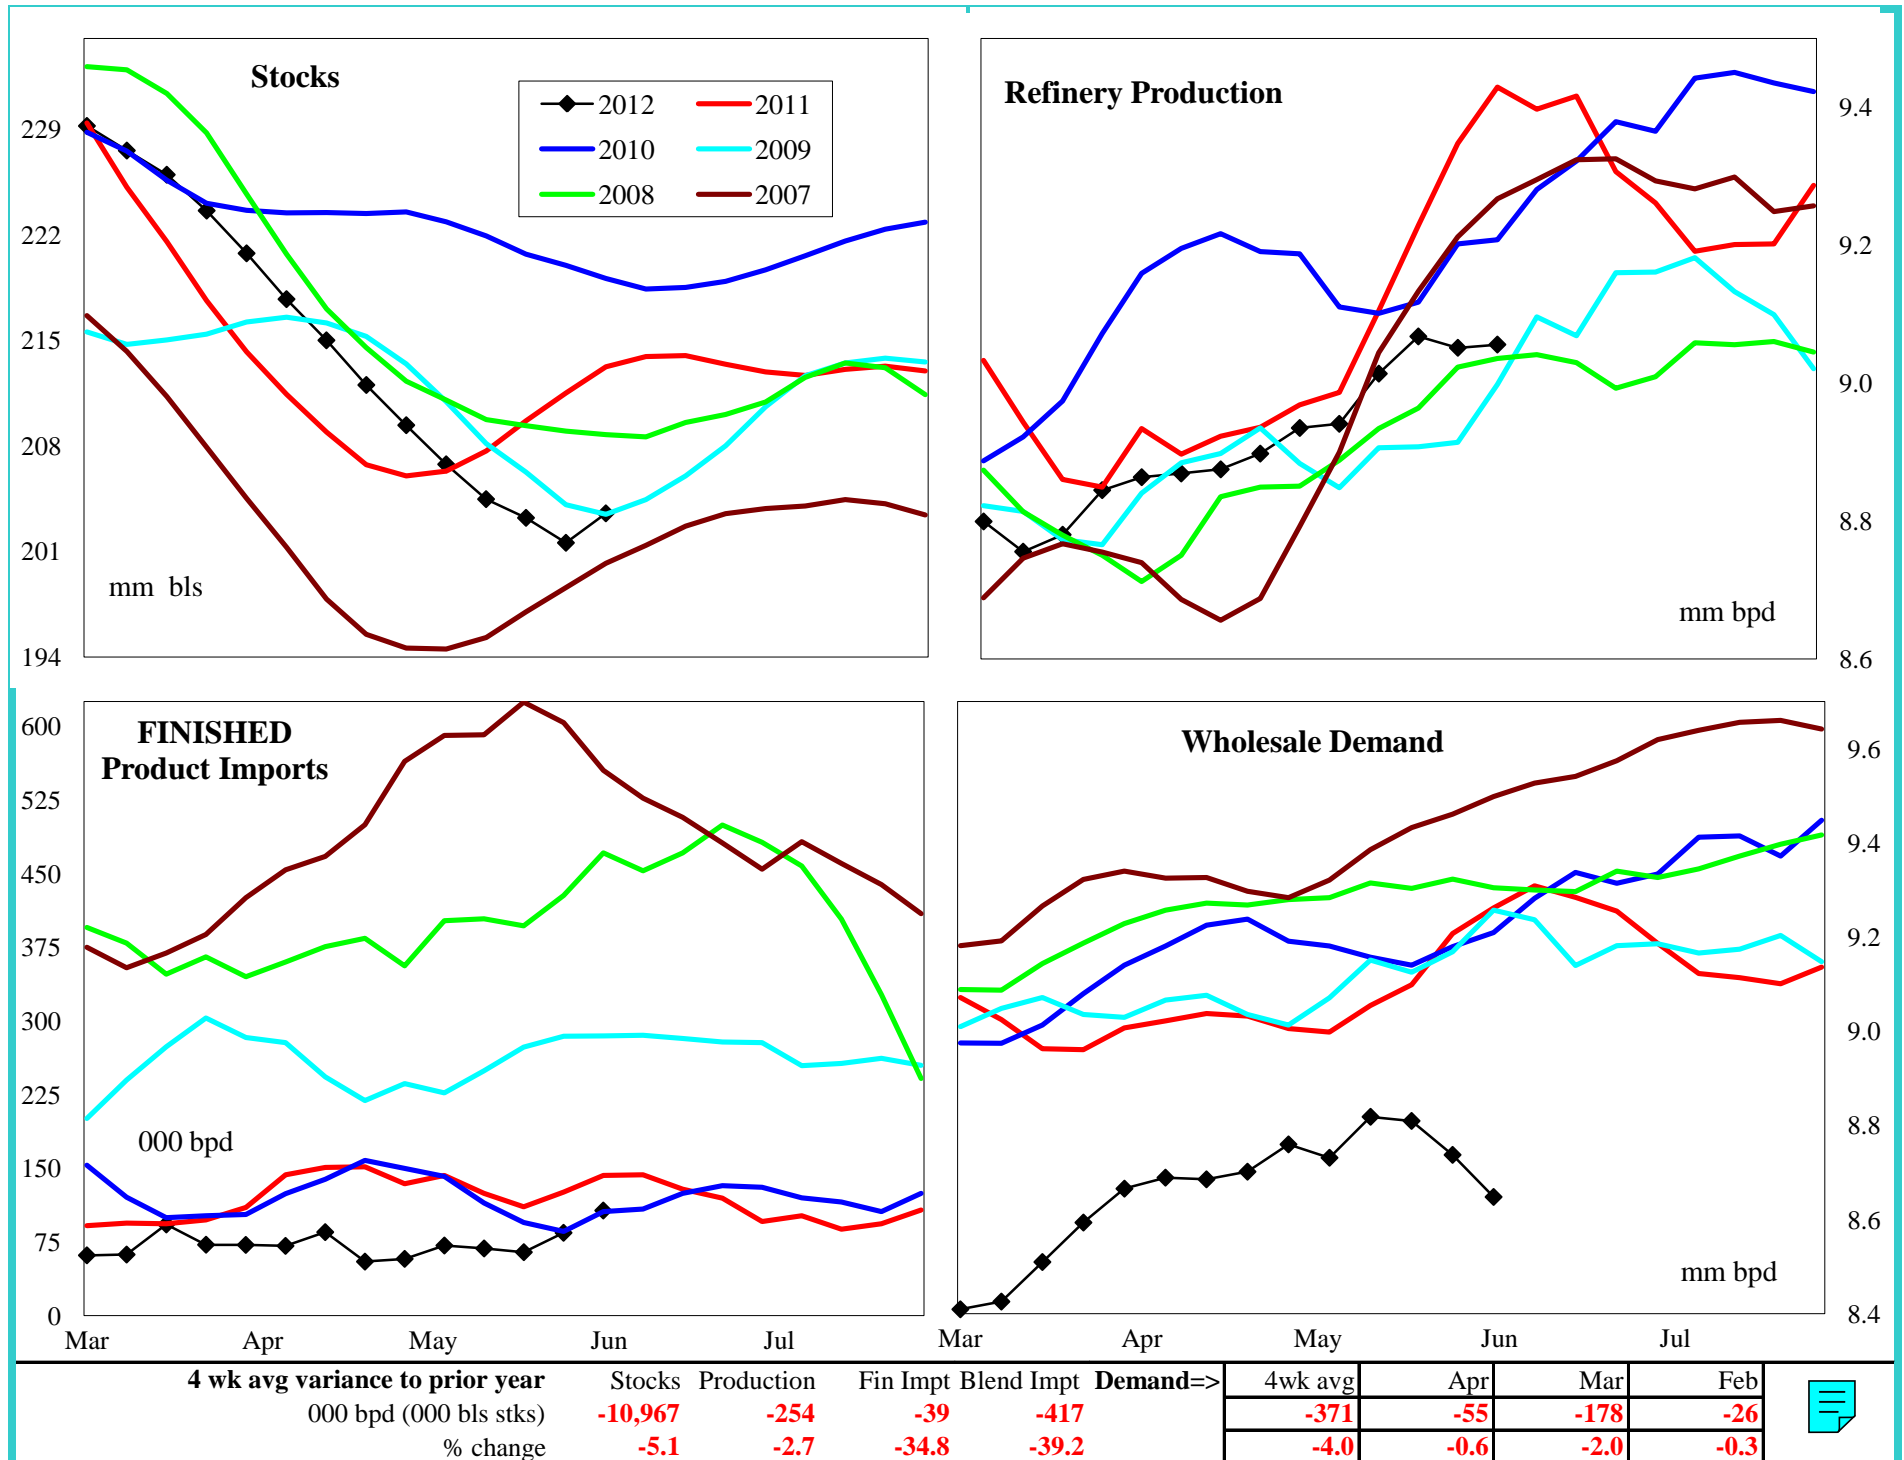 Stocks
2012
2011
2010
2009
2008
2007
229
222
215
208
201
194
mm bls
Refinery Production
9.4
9.2
9.0
8.8
8.6
mm bpd
FINISHED
Product Imports
600
525
450
375
300
225
150
75
0
000 bpd
Mar Apr May Jun Jul
Wholesale Demand
9.6
9.4
9.2
9.0
8.8
8.6
8.4
mm bpd
Mar Apr May Jun Jul
4 wk avg variance to prior year Stocks Production Fin Impt Blend Impt Demand=> 4wk avg Apr Mar Feb
000 bpd (000 bls stks) -10,967 -254 -39 -417 -371 -55 -178 -26
% change -5.1 -2.7 -34.8 -39.2 -4.0 -0.6 -2.0 -0.3